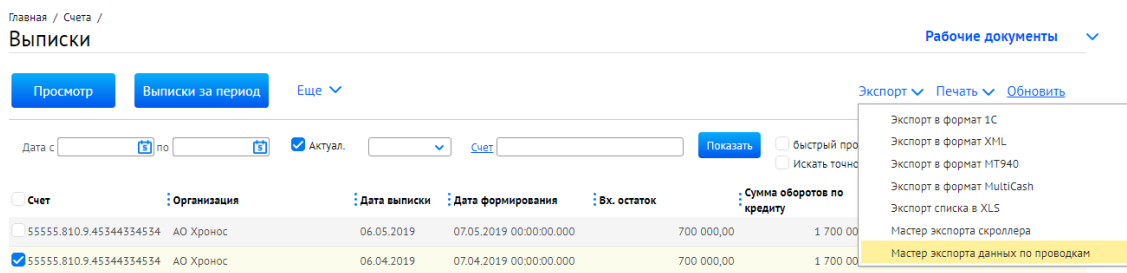 Главная / Счета /
Выписки
Рабочие документы
Просмотр Выписки за период Еще Экспорт Печать Обновить
Экспорт в формат 1С
Экспорт в формат XML
Экспорт в формат МТ940
Экспорт в формат MultiCash
Экспорт списка в XLS
Мастер экспорта скроллера
Мастер экспорта данных по проводкам
Дата с по Актуал. Счет Показать быстрый про
Искать точно
Счет Организация Дата выписки Дата формирования Вх. остаток Сумма оборотов по
кредиту
55555.810.9.45344334534 АО Хронос 06.05.2019 07.05.2019 00:00:00.000 700 000,00 1 700 00
55555.810.9.45344334534 АО Хронос 06.04.2019 07.04.2019 00:00:00.000 700 000,00 1 700 00